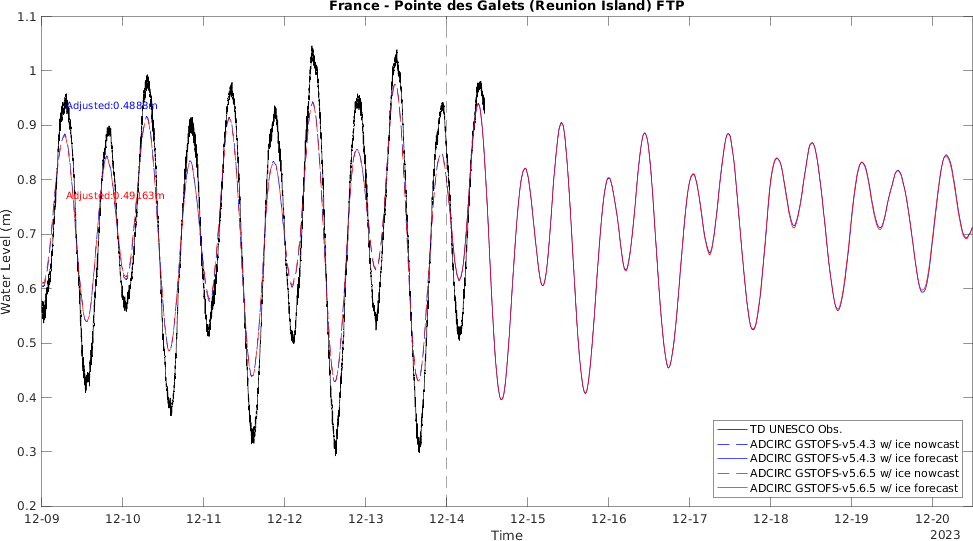 France - Pointe des Galets (Reunion Island) FTP
1.1
1
0.9
0.8
0.7
0.6
0.5
0.4
0.3
0.2
Water Level (m)
Adjusted:0.4883m
Adjusted:0.49163m
TD UNESCO Obs.
ADCIRC GSTOFS-v5.4.3 w/ ice nowcast
ADCIRC GSTOFS-v5.4.3 w/ ice forecast
ADCIRC GSTOFS-v5.6.5 w/ ice nowcast
ADCIRC GSTOFS-v5.6.5 w/ ice forecast
12-09 12-10 12-11 12-12 12-13 12-14 12-15 12-16 12-17 12-18 12-19 12-20
2023
Time